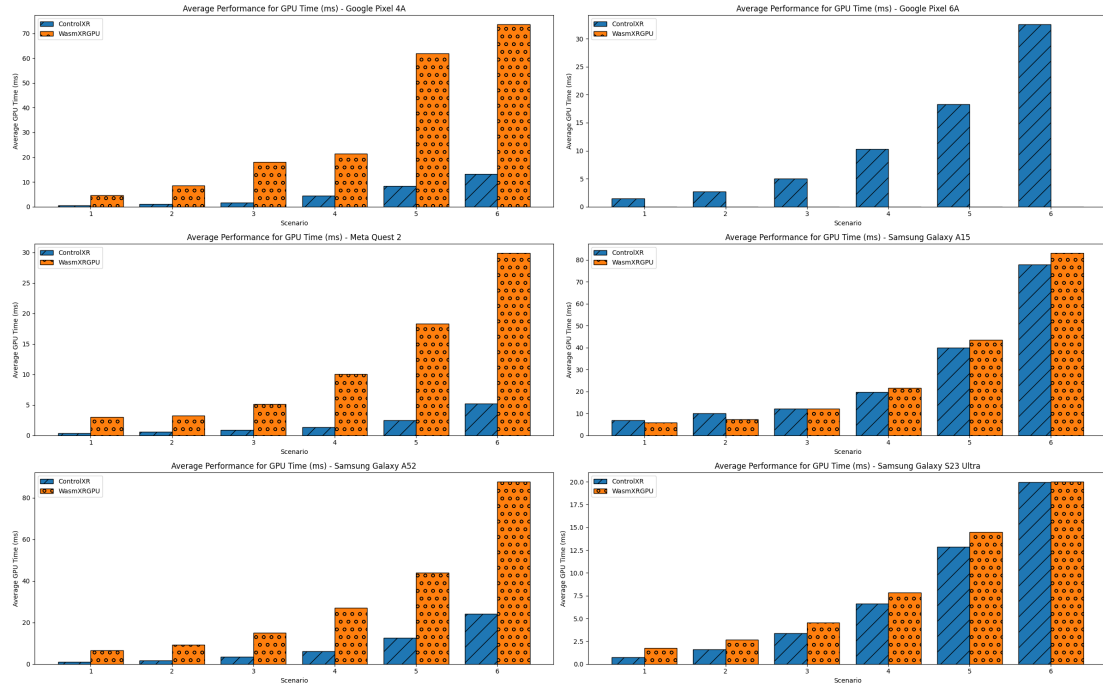 Average Performance for GPU Time (ms) - Google Pixel 4A
ControlXR
WasmXRGPU
Average GPU Time (ms)
70
60
50
40
30
20
10
0
1 2 3 4 5 6
Scenario
Average Performance for GPU Time (ms) - Google Pixel 6A
ControlXR
WasmXRGPU
Average GPU Time (ms)
30
25
20
15
10
5
0
1 2 3 4 5 6
Scenario
Average Performance for GPU Time (ms) - Meta Quest 2
ControlXR
WasmXRGPU
Average GPU Time (ms)
30
25
20
15
10
5
0
1 2 3 4 5 6
Scenario
Average Performance for GPU Time (ms) - Samsung Galaxy A15
ControlXR
WasmXRGPU
Average GPU Time (ms)
80
70
60
50
40
30
20
10
0
1 2 3 4 5 6
Scenario
Average Performance for GPU Time (ms) - Samsung Galaxy A52
ControlXR
WasmXRGPU
Average GPU Time (ms)
80
60
40
20
0
1 2 3 4 5 6
Scenario
Average Performance for GPU Time (ms) - Samsung Galaxy S23 Ultra
ControlXR
WasmXRGPU
Average GPU Time (ms)
20.0
17.5
15.0
12.5
10.0
7.5
5.0
2.5
0.0
1 2 3 4 5 6
Scenario